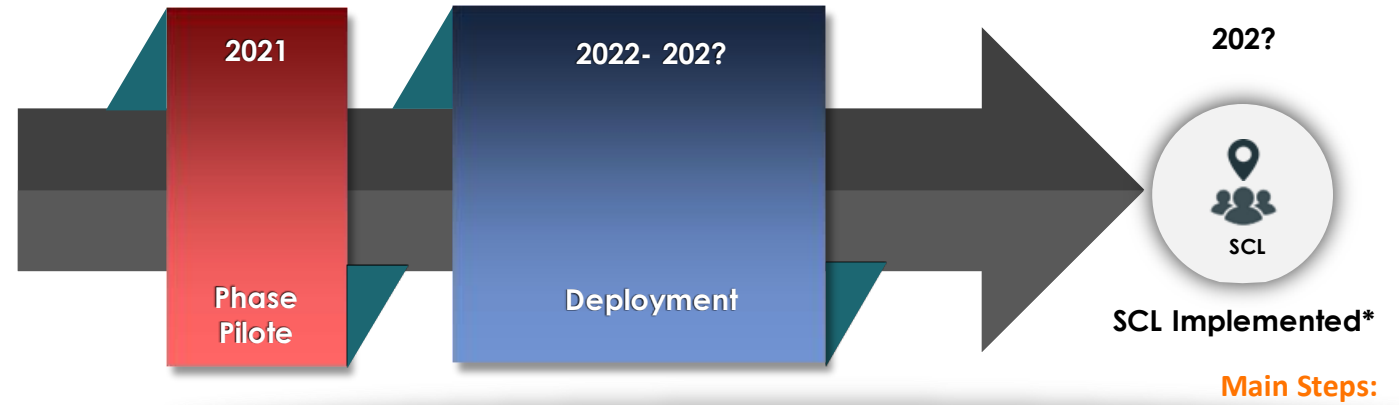 2021
Phase
Pilote
2022- 202?
Deployment
202?
SCL
SCL Implemented*
Main Steps: